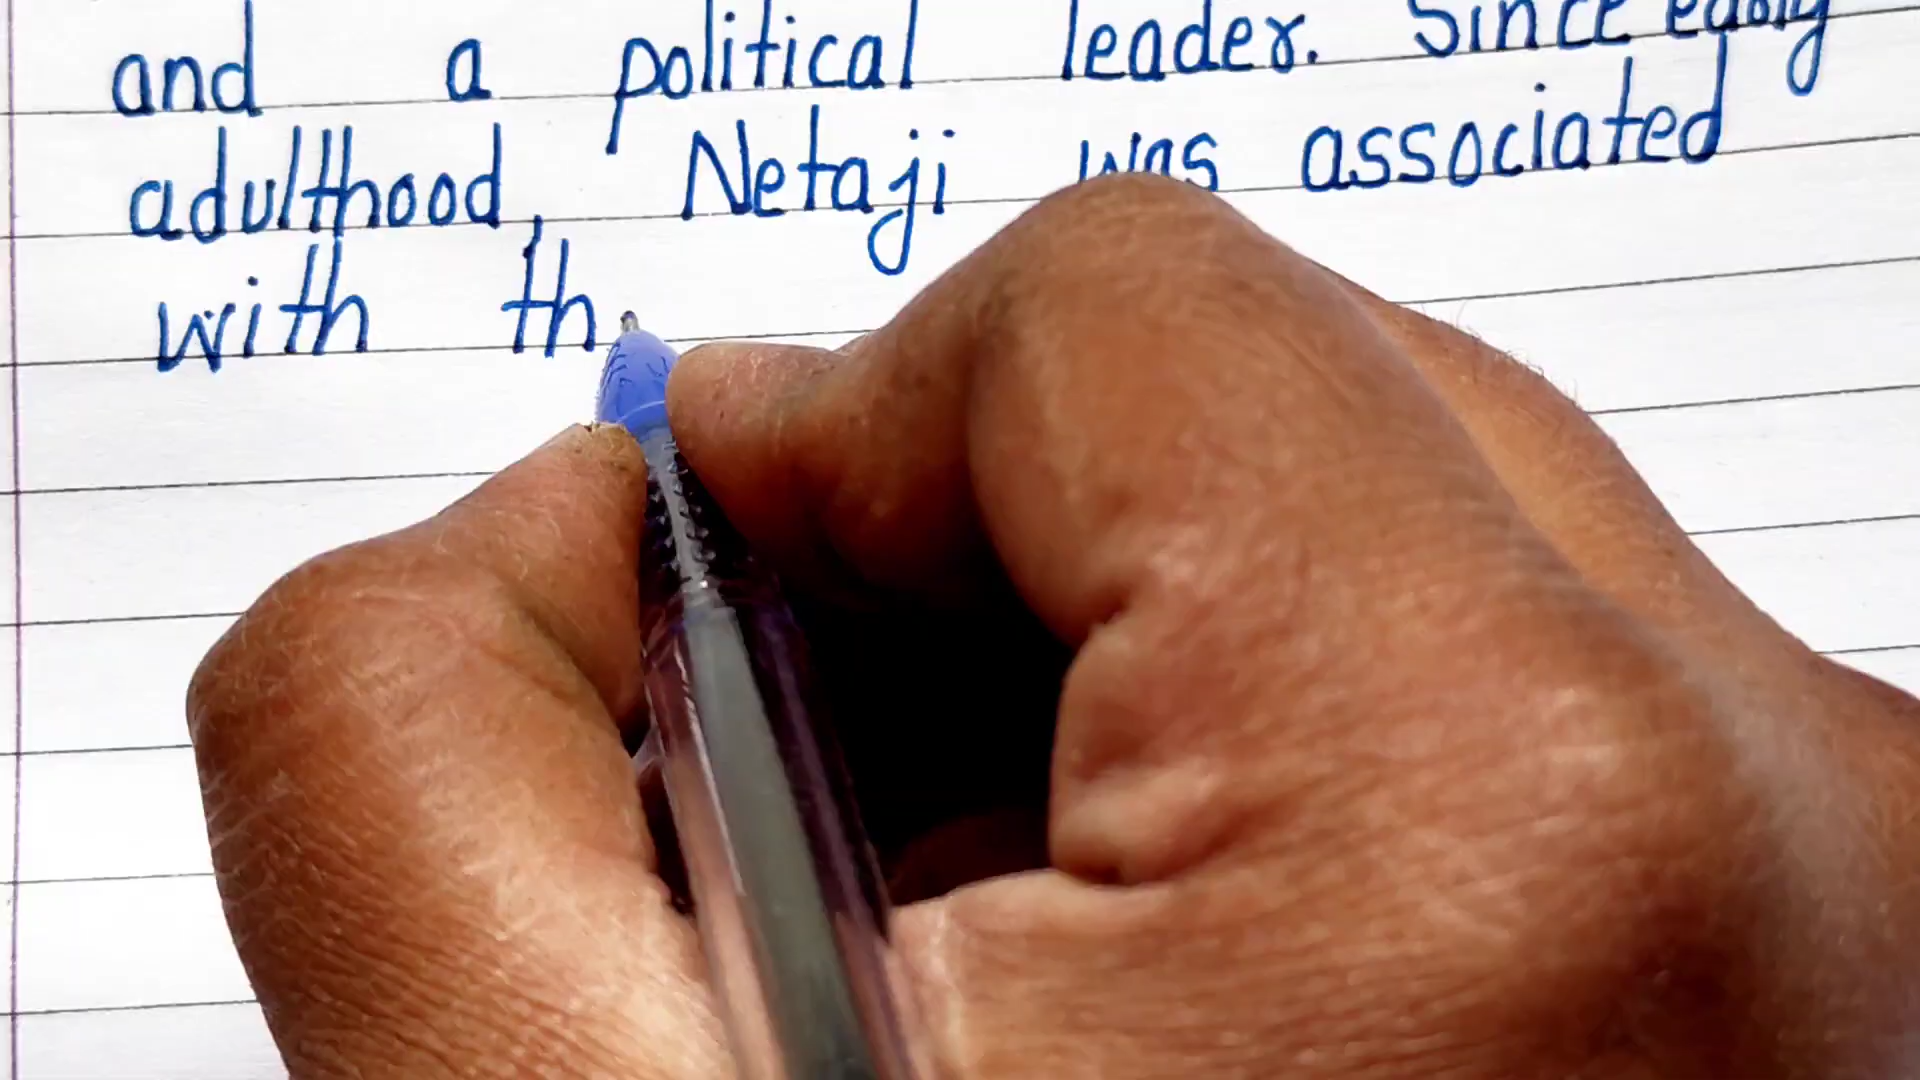 and a political leader. Since early
adulthood, Netaji was associated
with th